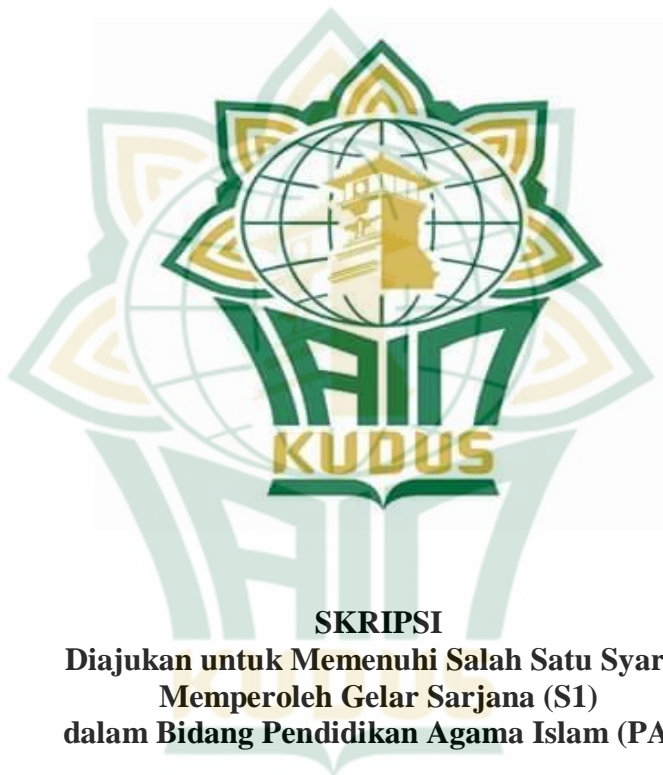 IAIN
KUDUS
SKRIPSI
Diajukan untuk Memenuhi Salah Satu Syar
Memperoleh Gelar Sarjana (S1)
dalam Bidang Pendidikan Agama Islam (PA